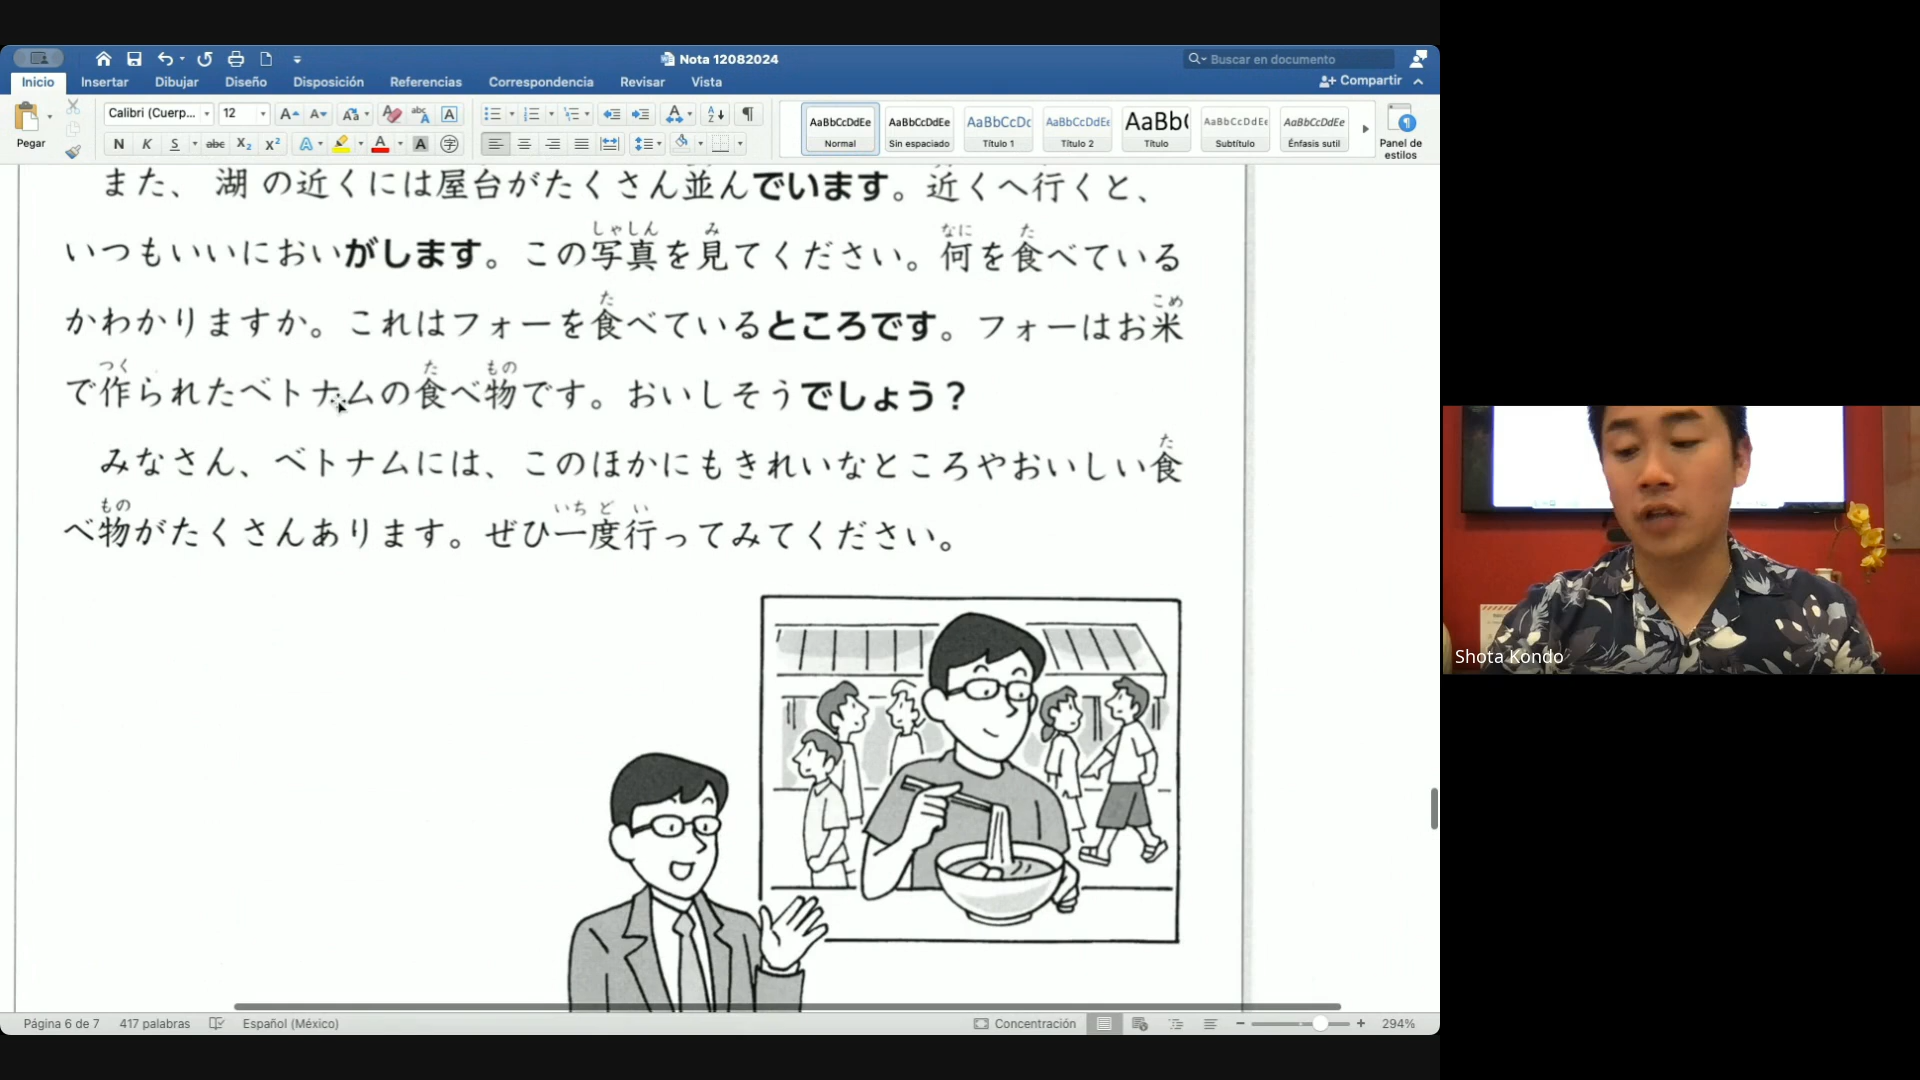 Nota 12082024
Buscar en documento
Inicio Insertar Dibujar Diseño Disposición Referencias Correspondencia Revisar Vista
Compartir
Pegar
Calibri (Cuerp... 12
N K S abc X₂ X²
AaBbCcDdEe Normal
AaBbCcDdEe Sin espaciado
AaBbCcDc Título 1
AaBbCcDdEe Título 2
AaBb( Título
AaBbCcDdEe Subtítulo
AaBbCcDdEe Énfasis sutil
Panel de estilos
また、湖の近くには屋台がたくさん並んでいます。近くへ行くと、
しゃしん み なに た
いつもいいにおいがします。この写真を見てください。何を食べている
た こめ
かわかりますか。これはフォーを食べているところです。フォーはお米
つく た もの
で作られたベトナムの食べ物です。おいしそうでしょう？
た
みなさん、ベトナムには、このほかにもきれいなところやおいしい食
もの いち ど い
べ物がたくさんあります。ぜひ一度行ってみてください。
Shota Kondo
Página 6 de 7 417 palabras Español (México) Concentración 294%